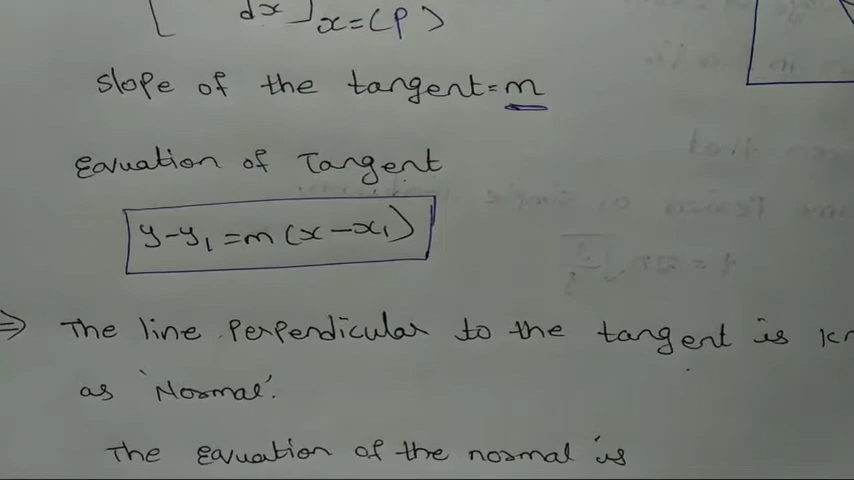 dx ]x=(P)
slope of the tangent=m
Equation of Tangent
y-y₁=m(x-x₁)
⇒ The line perpendicular to the tangent is
as 'Normal'.
The equation of the normal is